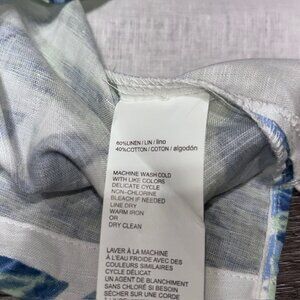 60%LINEN / LIN / lino
40%COTTON / COTON / algodón
MACHINE WASH COLD
WITH LIKE COLORS
DELICATE CYCLE
NON-CHLORINE
BLEACH IF NEEDED
LINE DRY
WARM IRON
OR
DRY CLEAN
LAVER À LA MACHINE
À L'EAU FROIDE AVEC DES
COULEURS SIMILAIRES
CYCLE DÉLICAT
UN AGENT DE BLANCHIMENT
SANS CHLORE SI BESOIN
SÉCHER SUR UNE CORDE